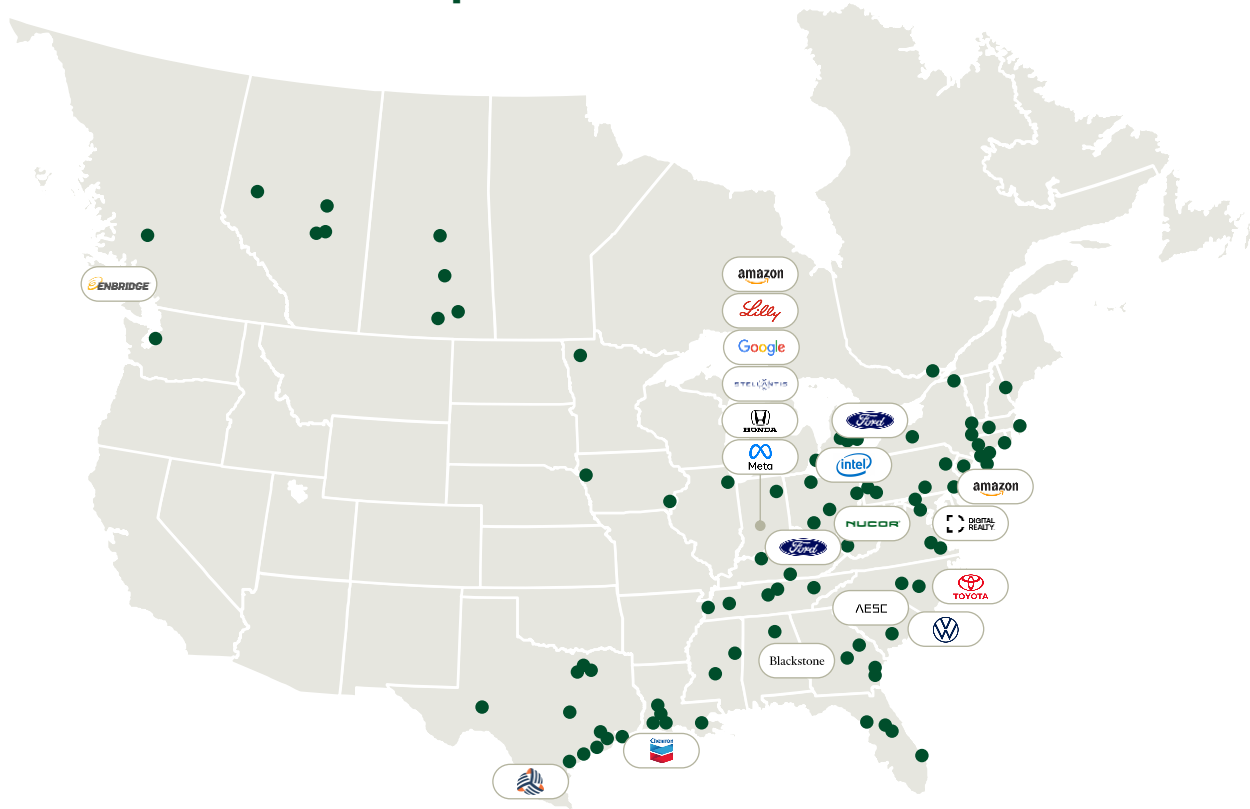 amazon
Lilly
ENBRIDGE
Google
STELLANTIS
HONDA
Ford
Meta
intel
amazon
NUCOR
DIGITAL
REALTY
Ford
TOYOTA
AESC
Blackstone
Chevron